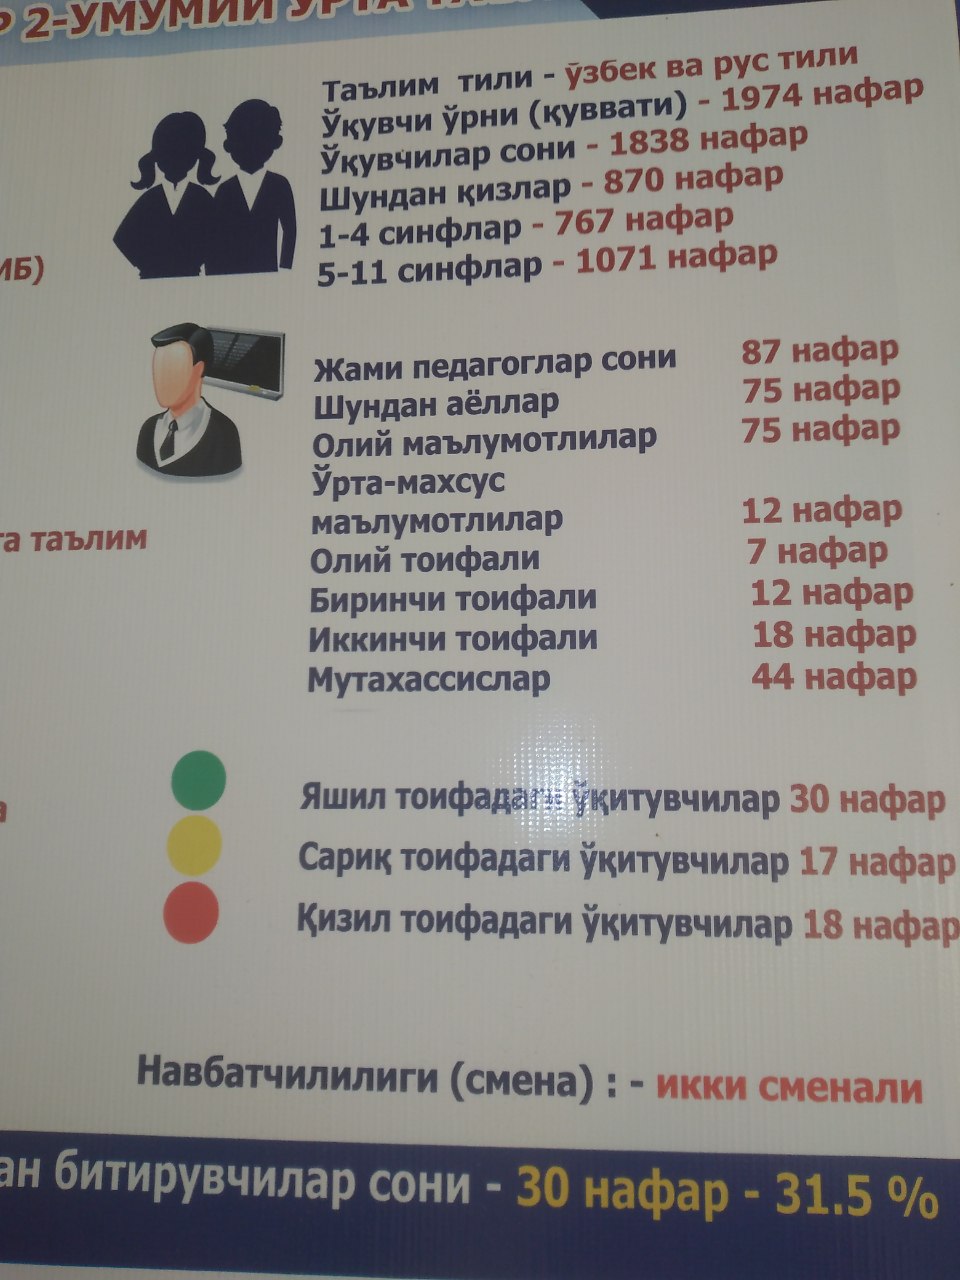 2-УМУМИЙ ЎРТА
Таълим тили - ўзбек ва рус тили
Ўқувчи ўрни (қуввати) - 1974 нафар
Ўқувчилар сони - 1838 нафар
Шундан қизлар - 870 нафар
1-4 синфлар - 767 нафар
5-11 синфлар - 1071 нафар
ИБ)
Жами педагоглар сони 87 нафар
Шундан аёллар 75 нафар
Олий маълумотлилар 75 нафар
Ўрта-махсус
маълумотлилар 12 нафар
та таълим
Олий тоифали 7 нафар
Биринчи тоифали 12 нафар
Иккинчи тоифали 18 нафар
Мутахассислар 44 нафар
Яшил тоифадаги ўқитувчилар 30 нафар
а
Сариқ тоифадаги ўқитувчилар 17 нафар
Қизил тоифадаги ўқитувчилар 18 нафар
Навбатчилилиги (смена) : - икки сменали
ан битирувчилар сони - 30 нафар - 31.5 %